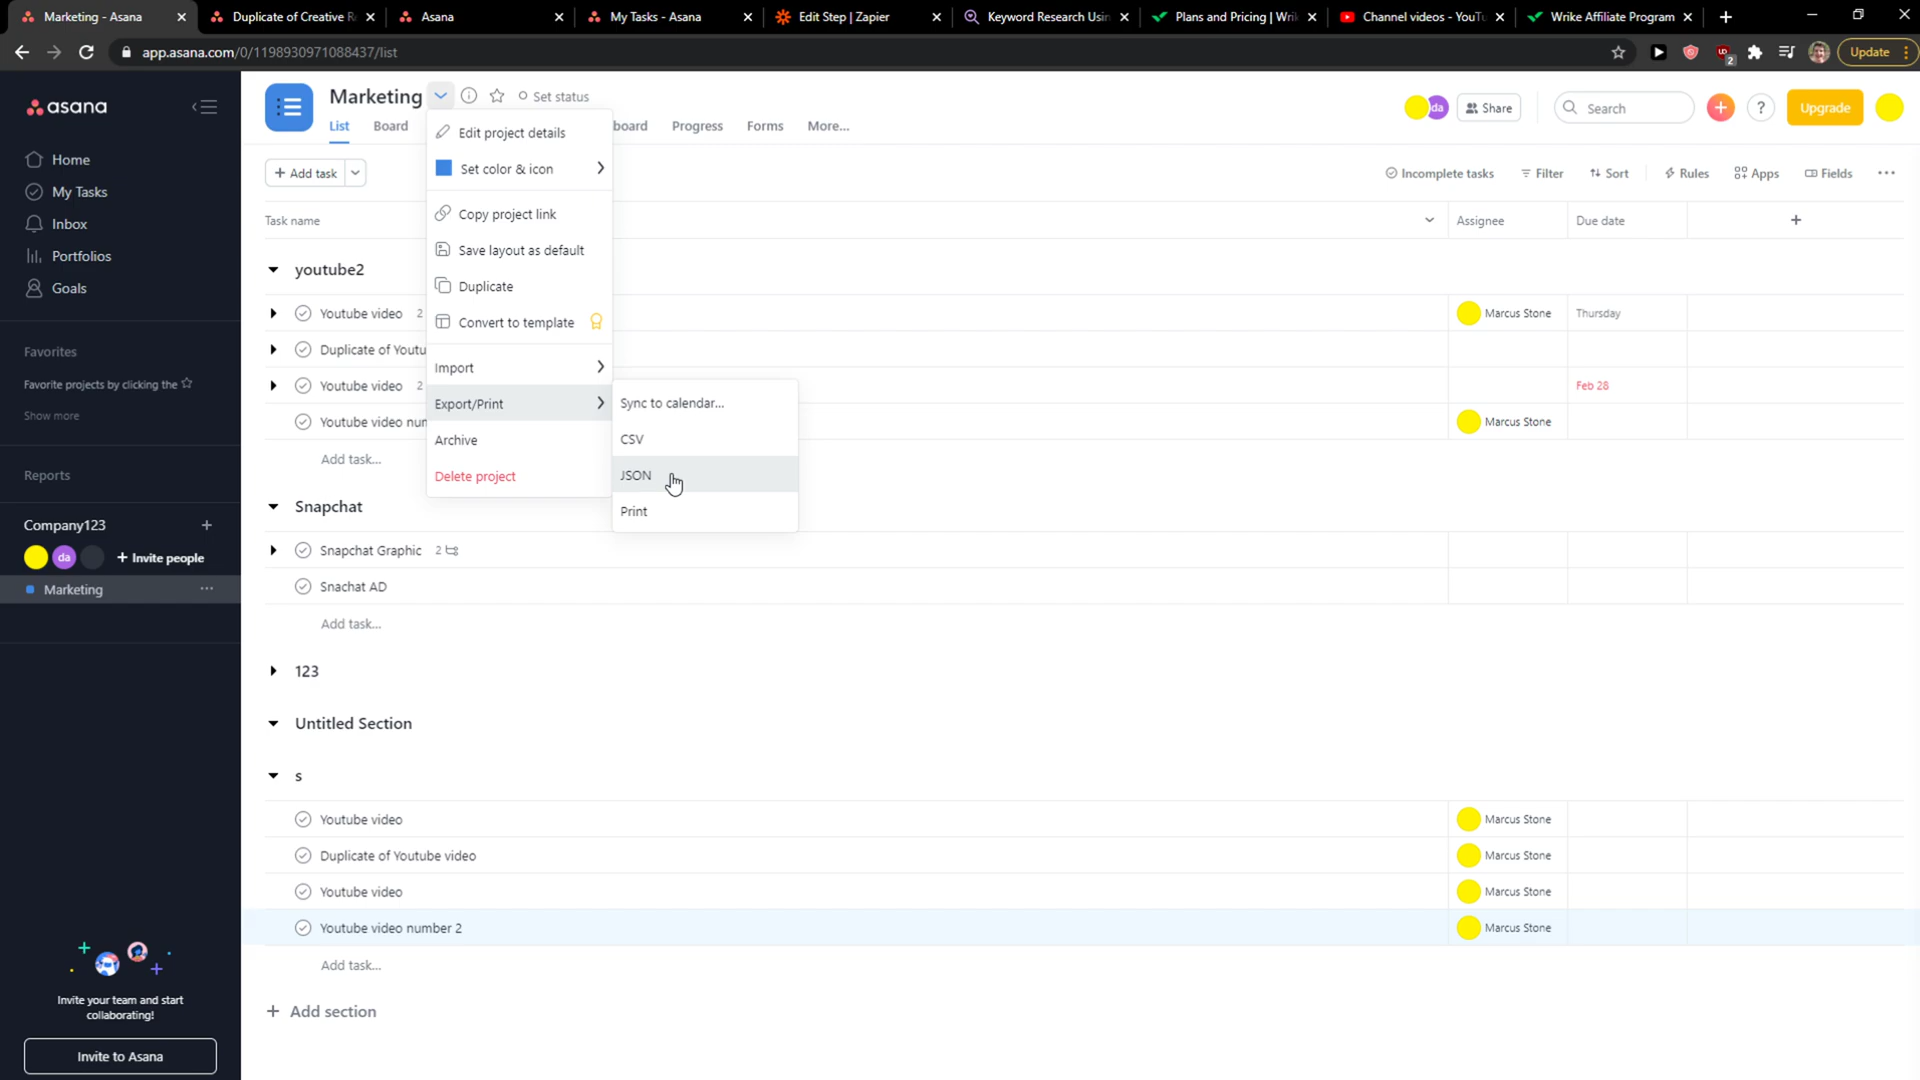 Marketing - Asana
Duplicate of Creative R
Asana
My Tasks - Asana
Edit Step | Zapier
Keyword Research Usin
Plans and Pricing | Wrik
Channel videos - YouTu
Wrike Affiliate Program
app.asana.com/0/1198930971088437/list
2
Update
asana
Home
My Tasks
Inbox
Portfolios
Goals
Favorites
Favorite projects by clicking the
Show more
Reports
Company123
da
Invite people
Marketing
Invite your team and start
collaborating!
Invite to Asana
Marketing
Set status
List
Board
board
Progress
Forms
More...
da
Share
Search
?
Upgrade
Add task
Incomplete tasks
Filter
Sort
Rules
Apps
Fields
Task name
Assignee
Due date
Edit project details
Set color & icon
Copy project link
Save layout as default
Duplicate
Convert to template
Import
Export/Print
Archive
Delete project
Sync to calendar...
CSV
JSON
Print
youtube2
Youtube video 2
Marcus Stone
Thursday
Duplicate of Youtu
Youtube video 2
Feb 28
Youtube video nun
Marcus Stone
Add task...
Snapchat
Snapchat Graphic 2
Snachat AD
Add task...
123
Untitled Section
s
Youtube video
Marcus Stone
Duplicate of Youtube video
Marcus Stone
Youtube video
Marcus Stone
Youtube video number 2
Marcus Stone
Add task...
Add section